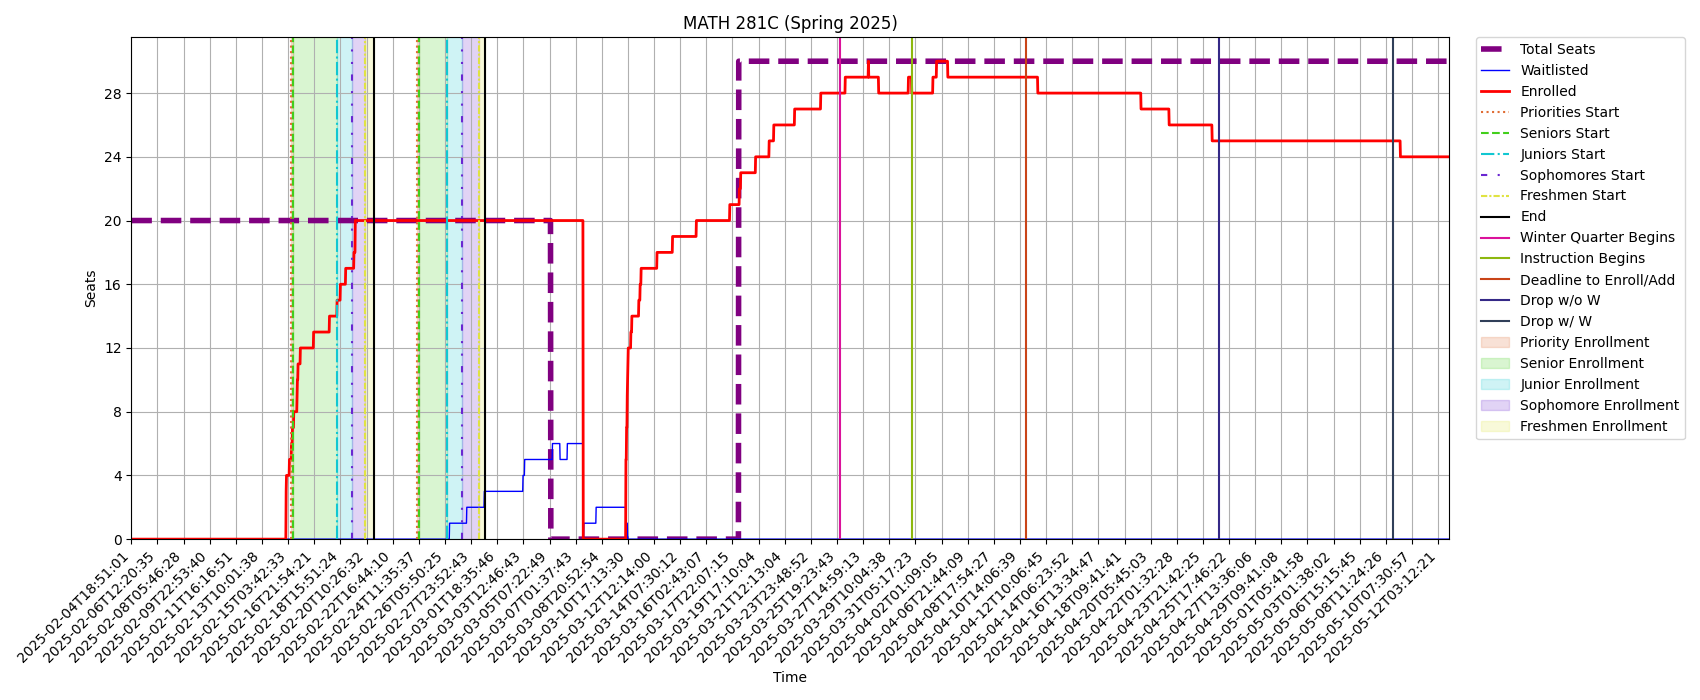 MATH 281C (Spring 2025)
Seats
28
24
20
16
12
8
4
0
2025-02-04T18:51:01
2025-02-06T12:20:35
2025-02-08T05:46:28
2025-02-09T22:53:40
2025-02-11T16:16:51
2025-02-13T10:01:38
2025-02-15T03:42:33
2025-02-16T21:54:21
2025-02-18T15:51:24
2025-02-20T10:26:32
2025-02-22T16:44:10
2025-02-24T11:35:37
2025-02-26T05:50:25
2025-02-27T23:52:43
2025-03-01T18:35:46
2025-03-03T12:46:43
2025-03-05T07:22:49
2025-03-07T01:37:43
2025-03-08T20:52:54
2025-03-10T17:13:30
2025-03-12T12:14:00
2025-03-14T07:30:12
2025-03-16T02:43:07
2025-03-17T22:07:15
2025-03-19T17:10:04
2025-03-21T12:13:04
2025-03-23T23:48:52
2025-03-25T19:23:43
2025-03-27T14:59:13
2025-03-29T10:04:38
2025-03-31T05:17:23
2025-04-02T01:09:05
2025-04-06T21:44:09
2025-04-08T17:54:27
2025-04-10T14:06:39
2025-04-12T10:06:45
2025-04-14T06:23:52
2025-04-16T13:34:47
2025-04-18T09:41:41
2025-04-20T05:45:03
2025-04-22T01:32:28
2025-04-23T21:42:25
2025-04-25T17:46:22
2025-04-27T13:36:06
2025-04-29T09:41:08
2025-05-01T05:41:58
2025-05-03T01:38:02
2025-05-06T15:15:45
2025-05-08T11:24:26
2025-05-10T07:30:57
2025-05-12T03:12:21
Time
Total Seats
Waitlisted
Enrolled
Priorities Start
Seniors Start
Juniors Start
Sophomores Start
Freshmen Start
End
Winter Quarter Begins
Instruction Begins
Deadline to Enroll/Add
Drop w/o W
Drop w/ W
Priority Enrollment
Senior Enrollment
Junior Enrollment
Sophomore Enrollment
Freshmen Enrollment